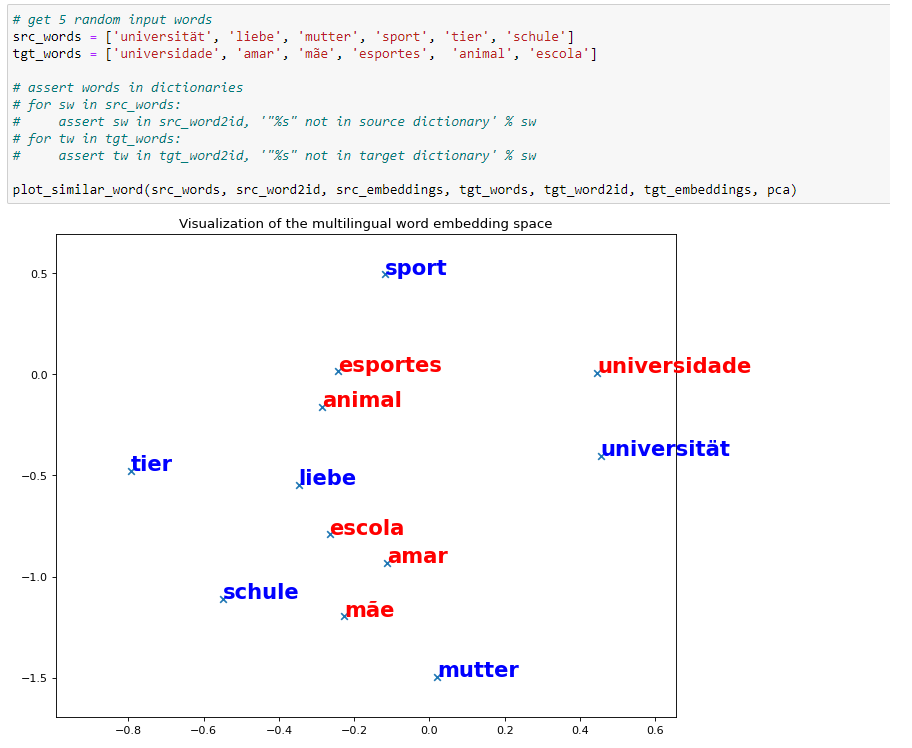 # get 5 random input words
src_words = ['universität', 'liebe', 'mutter', 'sport', 'tier', 'schule']
tgt_words = ['universidade', 'amar', 'mãe', 'esportes',  'animal', 'escola']
# assert words in dictionaries
# for sw in src_words:
#     assert sw in src_word2id, '"%s" not in source dictionary' % sw
# for tw in tgt_words:
#     assert tw in tgt_word2id, '"%s" not in target dictionary' % sw
plot_similar_word(src_words, src_word2id, src_embeddings, tgt_words, tgt_word2id, tgt_embeddings, pca)
Visualization of the multilingual word embedding space
sport
0.5
esportes
universidade
0.0
animal
universität
tier
−0.5
liebe
escola
amar
−1.0
schule
mãe
mutter
−1.5
−0.8 −0.6 −0.4 −0.2 0.0 0.2 0.4 0.6